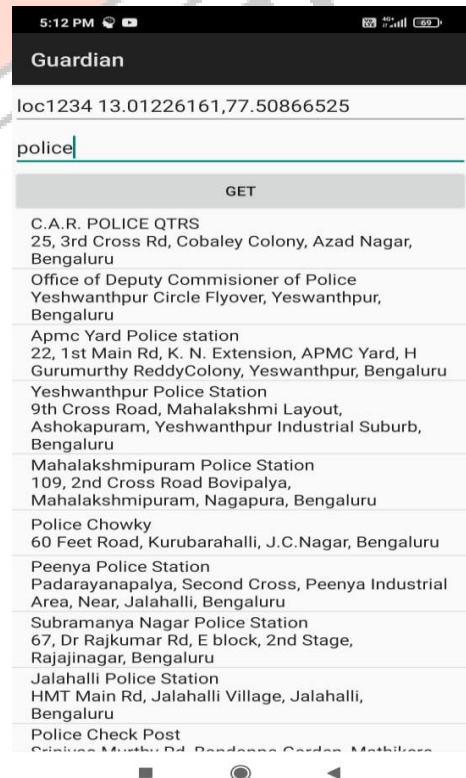 5:12 PM
4G+
69
Guardian
loc1234 13.01226161,77.50866525
police
GET
C.A.R. POLICE QTRS
25, 3rd Cross Rd, Cobaley Colony, Azad Nagar,
Bengaluru
Office of Deputy Commisioner of Police
Yeshwanthpur Circle Flyover, Yeswanthpur,
Bengaluru
Apmc Yard Police station
22, 1st Main Rd, K. N. Extension, APMC Yard, H
Gurumurthy ReddyColony, Yeswanthpur, Bengaluru
Yeshwanthpur Police Station
9th Cross Road, Mahalakshmi Layout,
Ashokapuram, Yeshwanthpur Industrial Suburb,
Bengaluru
Mahalakshmipuram Police Station
109, 2nd Cross Road Bovipalya,
Mahalakshmipuram, Nagapura, Bengaluru
Police Chowky
60 Feet Road, Kurubarahalli, J.C.Nagar, Bengaluru
Peenya Police Station
Padarayanapalya, Second Cross, Peenya Industrial
Area, Near, Jalahalli, Bengaluru
Subramanya Nagar Police Station
67, Dr Rajkumar Rd, E block, 2nd Stage,
Rajajinagar, Bengaluru
Jalahalli Police Station
HMT Main Rd, Jalahalli Village, Jalahalli,
Bengaluru
Police Check Post